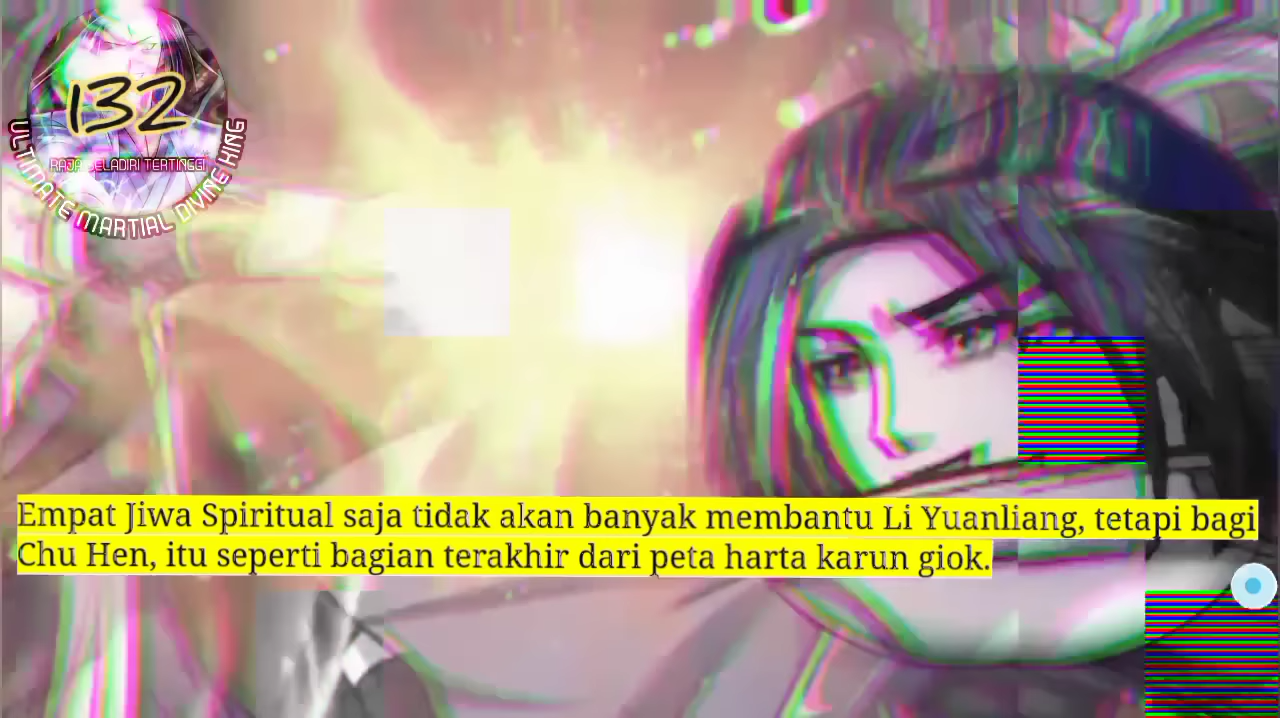 132
RAJA BELADIRI TERTINGGI
ULTIMATE MARTIAL DIVINE KING
Empat Jiwa Spiritual saja tidak akan banyak membantu Li Yuanliang, tetapi bagi
Chu Hen, itu seperti bagian terakhir dari peta harta karun giok.